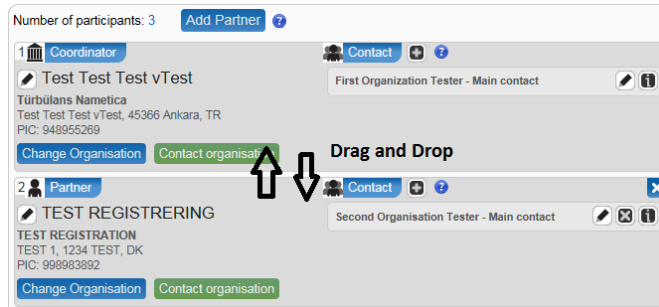 Number of participants: 3 Add Partner ?
1 Coordinator Contact ?
Test Test Test vTest
First Organization Tester - Main contact
Türbülans Nametica
Test Test Test vTest, 45366 Ankara, TR
PIC: 948955269
Change Organisation Contact organisation
Drag and Drop
2 Partner Contact ?
TEST REGISTRERING
Second Organisation Tester - Main contact
TEST REGISTRATION
TEST 1, 1234 TEST, DK
PIC: 998983892
Change Organisation Contact organisation